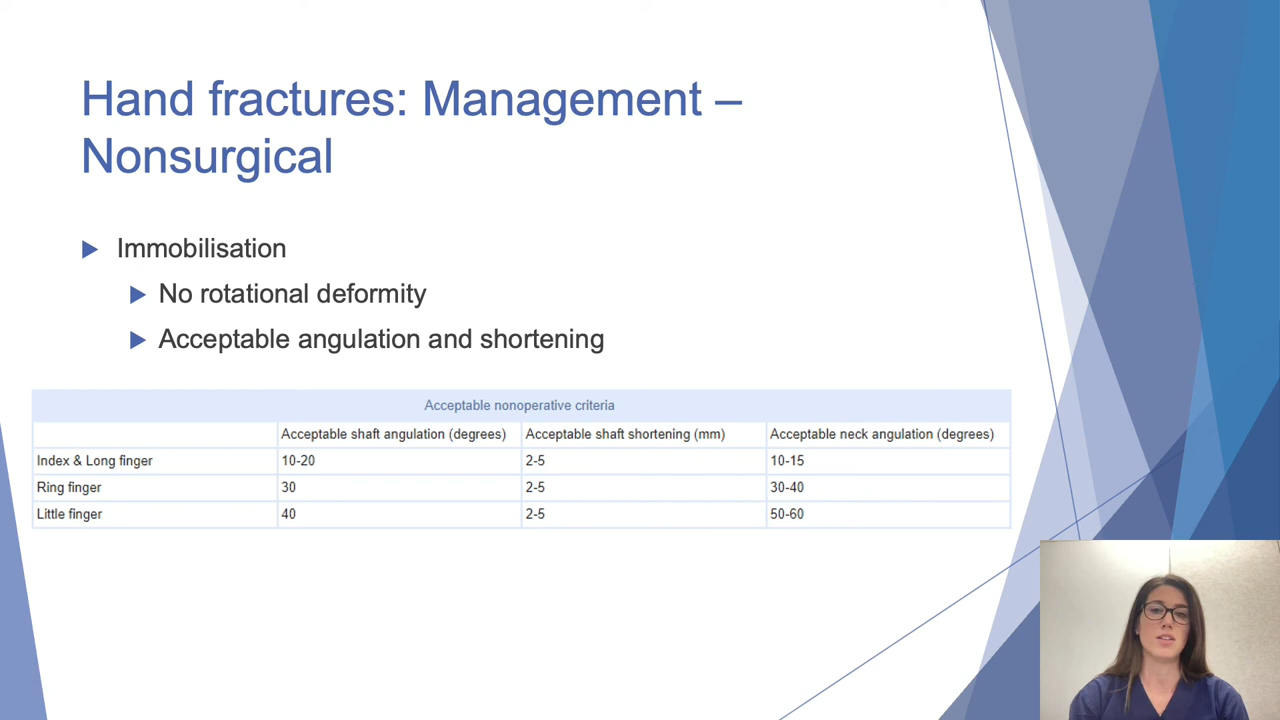 Hand fractures: Management –
Nonsurgical
Immobilisation
No rotational deformity
Acceptable angulation and shortening
Acceptable nonoperative criteria
Acceptable shaft angulation (degrees) Acceptable shaft shortening (mm) Acceptable neck angulation (degrees)
Index & Long finger 10-20 2-5 10-15
Ring finger 30 2-5 30-40
Little finger 40 2-5 50-60